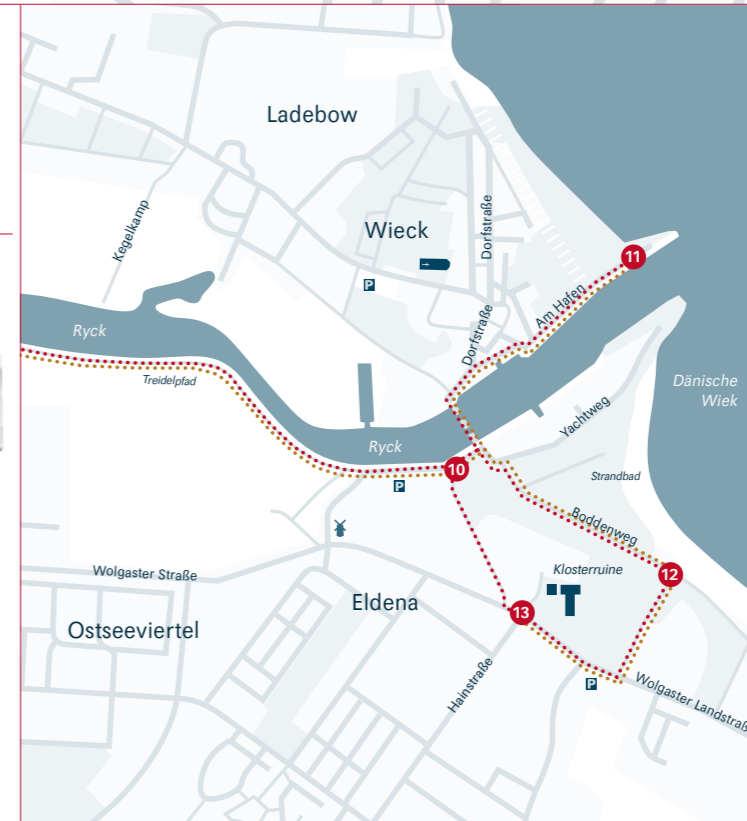 Ladebow
Kegelkamp
Wieck
Dorfstraße
P
11
Am Hafen
Dorfstraße
Ryck
Dänische
Wiek
Treidelpfad
Yachtweg
Ryck
10
Strandbad
P
Boddenweg
Wolgaster Straße
Klosterruine
12
Eldena
13
Ostseeviertel
Hainstraße
P
Wolgaster Landstraß